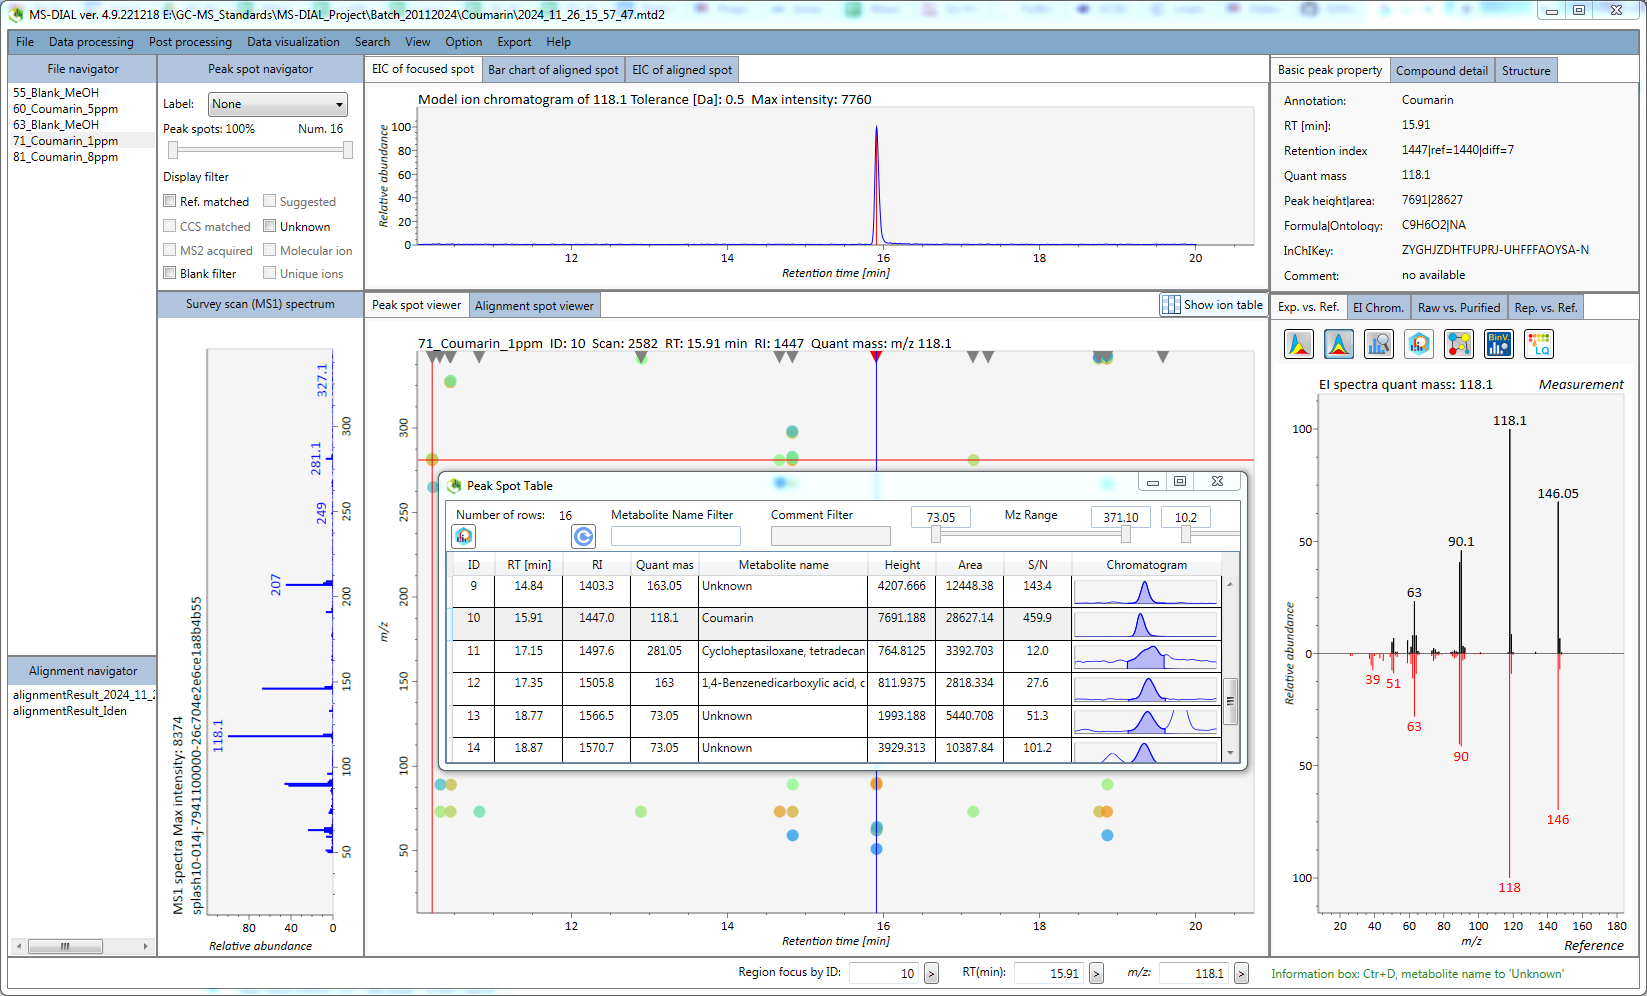 MS-DIAL ver. 4.9.221218 E:\GC-MS_Standards\MS-DIAL_Project\Batch_20112024\Coumarin\2024_11_26_15_57_47.mtd2
File Data processing Post processing Data visualization Search View Option Export Help
File navigator
55_Blank_MeOH
60_Coumarin_5ppm
63_Blank_MeOH
71_Coumarin_1ppm
81_Coumarin_8ppm
Alignment navigator
alignmentResult_2024_11_2
alignmentResult_Iden
Peak spot navigator
Label: None
Peak spots: 100% Num. 16
Display filter
Ref. matched Suggested
CCS matched Unknown
MS2 acquired Molecular ion
Blank filter Unique ions
Survey scan (MS1) spectrum
MS1 spectra Max intensity: 8374
splash10-014j-7941100000-26c704e2e6ce1a8b4b55
327.1
281.1
249
207
118.1
300
250
200
150
100
50
80 40 0
Relative abundance
EIC of focused spot Bar chart of aligned spot EIC of aligned spot
Model ion chromatogram of 118.1 Tolerance [Da]: 0.5 Max intensity: 7760
Relative abundance
100
80
60
40
20
0
12 14 16 18 20
Retention time [min]
Peak spot viewer Alignment spot viewer Show ion table
71_Coumarin_1ppm ID: 10 Scan: 2582 RT: 15.91 min RI: 1447 Quant mass: m/z 118.1
m/z
300
250
200
150
100
50
12 14 16 18 20
Retention time [min]
Peak Spot Table
Number of rows: 16 Metabolite Name Filter Comment Filter 73.05 Mz Range 371.10 10.2
ID RT [min] RI Quant mas Metabolite name Height Area S/N Chromatogram
9 14.84 1403.3 163.05 Unknown 4207.666 12448.38 143.4
10 15.91 1447.0 118.1 Coumarin 7691.188 28627.14 459.9
11 17.15 1497.6 281.05 Cycloheptasiloxane, tetradecan 764.8125 3392.703 12.0
12 17.35 1505.8 163 1,4-Benzenedicarboxylic acid, c 811.9375 2818.334 27.6
13 18.77 1566.5 73.05 Unknown 1993.188 5440.708 51.3
14 18.87 1570.7 73.05 Unknown 3929.313 10387.84 101.2
Basic peak property Compound detail Structure
Annotation: Coumarin
RT [min]: 15.91
Retention index 1447|ref=1440|diff=7
Quant mass 118.1
Peak height|area: 7691|28627
Formula|Ontology: C9H6O2|NA
InChIKey: ZYGHJZDHTFUPRJ-UHFFFAOYSA-N
Comment: no available
Exp. vs. Ref. EI Chrom. Raw vs. Purified Rep. vs. Ref.
BinV.
LQ
EI spectra quant mass: 118.1 Measurement
Relative abundance
100
50
0
50
100
118.1
146.05
90.1
63
39
51
63
90
146
118
20 40 60 80 100 120 140 160 180
m/z
Reference
Region focus by ID: 10 > RT(min): 15.91 > m/z: 118.1 > Information box: Ctr+D, metabolite name to 'Unknown'